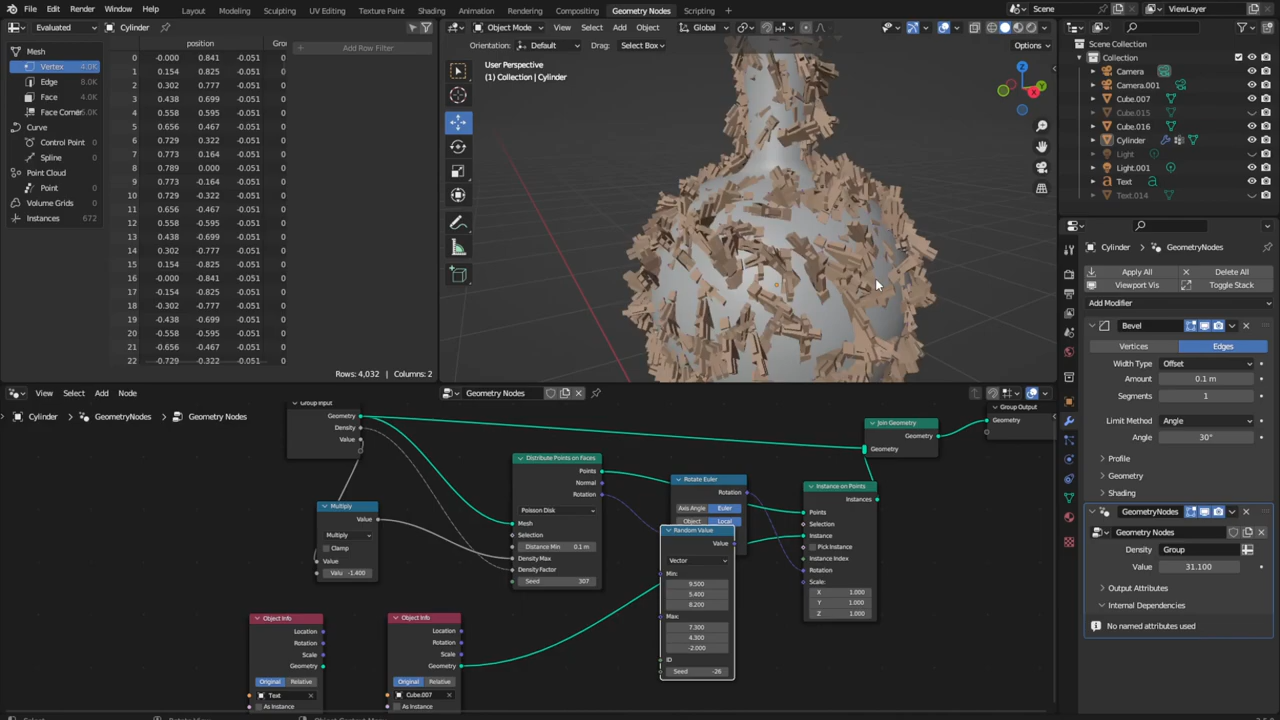 File Edit Render Window Help Layout Modeling Sculpting UV Editing Texture Paint Shading Animation Rendering Compositing Geometry Nodes Scripting Scene ViewLayer
Evaluated Cylinder
Object Mode View Select Add Object Global
Orientation: Default Drag: Select Box Options
Mesh
Vertex 4.0K
Edge 8.0K
Face 4.0K
Face Corner
Curve
Control Point 0
Spline 0
Point Cloud
Point 0
Volume Grids 0
Instances 672
position
0 -0.000 0.841 -0.051 0
1 0.154 0.825 -0.051 0
2 0.302 0.777 -0.051 0
3 0.438 0.699 -0.051 0
4 0.558 0.595 -0.051 0
5 0.656 0.467 -0.051 0
6 0.729 0.322 -0.051 0
7 0.773 0.164 -0.051 0
8 0.789 0.000 -0.051 0
9 0.773 -0.164 -0.051 0
10 0.729 -0.322 -0.051 0
11 0.656 -0.467 -0.051 0
12 0.558 -0.595 -0.051 0
13 0.438 -0.699 -0.051 0
14 0.302 -0.777 -0.051 0
15 0.154 -0.825 -0.051 0
16 -0.000 -0.841 -0.051 0
17 -0.154 -0.825 -0.051 0
18 -0.302 -0.777 -0.051 0
19 -0.438 -0.699 -0.051 0
20 -0.558 -0.595 -0.051 0
21 -0.656 -0.467 -0.051 0
22 -0.729 -0.322 -0.051 0
Add Row Filter
Rows: 4,032 | Columns: 2
User Perspective
(1) Collection | Cylinder
Scene Collection
Collection
Camera
Camera.001
Cube.007
Cube.015
Cube.016
Cylinder
Light
Light.001
Text
Text.014
Cylinder GeometryNodes
Apply All Delete All
Viewport Vis Toggle Stack
Add Modifier
Bevel
Vertices Edges
Width Type Offset
Amount 0.1 m
Segments 1
Limit Method Angle
Angle 30°
Profile
Geometry
Shading
GeometryNodes
Geometry Nodes
Density Group
Value 31.100
Output Attributes
Internal Dependencies
No named attributes used
View Select Add Node Geometry Nodes
Cylinder GeometryNodes Geometry Nodes
Group Input
Geometry
Density
Value
Multiply
Value
Multiply
Clamp
Value
Valu -1.400
Distribute Points on Faces
Points
Normal
Rotation
Poisson Disk
Mesh
Selection
Distance Min 0.1 m
Density Max
Density Factor
Seed 307
Rotate Euler
Rotation
Axis Angle Euler
Object Local
Random Value
Value
Vector
Min:
9.500
5.400
8.200
Max:
7.300
4.300
-2.000
ID
Seed -26
Instance on Points
Instances
Points
Selection
Instance
Pick Instance
Instance Index
Rotation
Scale:
X 1.000
Y 1.000
Z 1.000
Join Geometry
Geometry
Geometry
Group Output
Geometry
Object Info
Location
Rotation
Scale
Geometry
Original Relative
Text
As Instance
Object Info
Location
Rotation
Scale
Geometry
Original Relative
Cube.007
As Instance